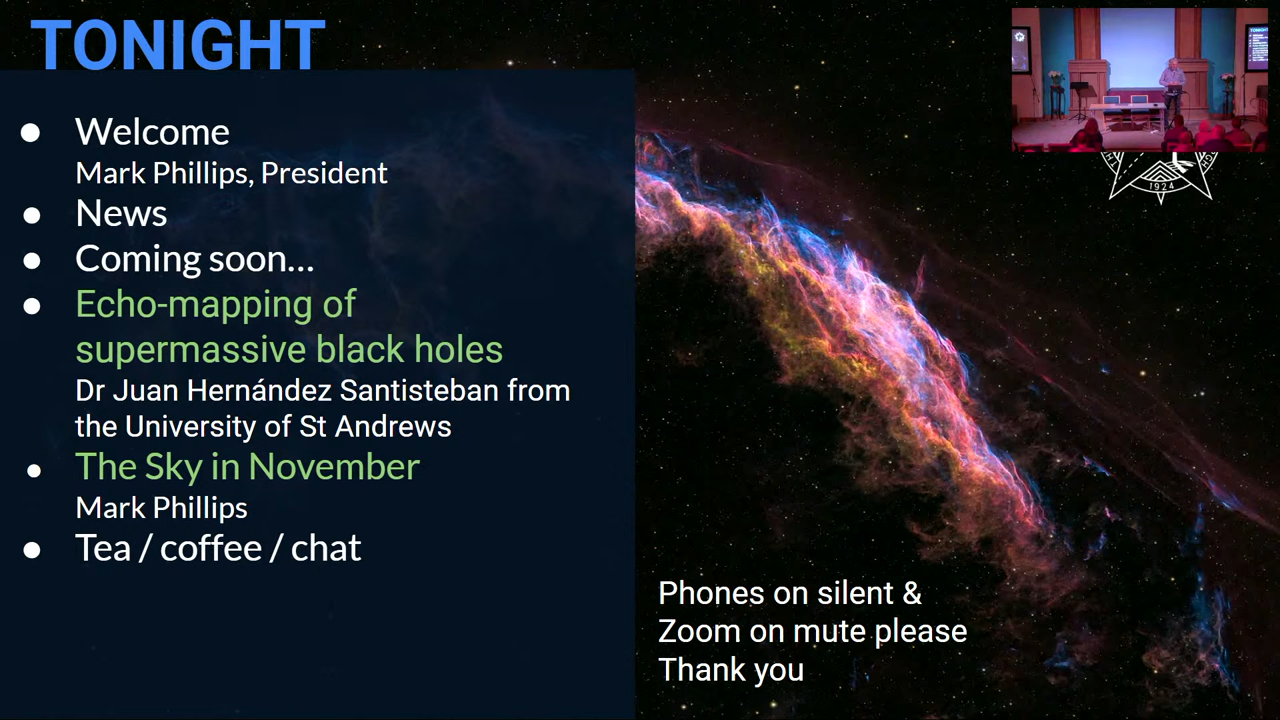 TONIGHT
Welcome
Mark Phillips, President
News
Coming soon...
Echo-mapping of
supermassive black holes
Dr Juan Hernández Santisteban from
the University of St Andrews
The Sky in November
Mark Phillips
Tea / coffee / chat
1924
Phones on silent &
Zoom on mute please
Thank you